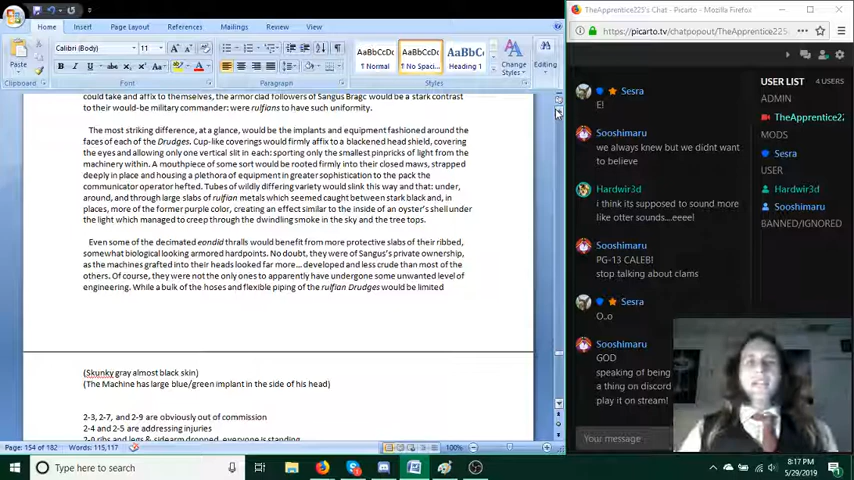 Home
Insert
Page Layout
References
Mailings
Review
View
Paste
Clipboard
Calibri (Body)
11
Font
Paragraph
AaBbCcDc
AaBbCcDc
AaBbCc
¶ Normal
¶ No Spaci...
Heading 1
Change
Styles
Styles
Editing
could take and affix to themselves, the armor clad followers of Sangus Bragc would be a stark contrast
to their would-be military commander: were rulfians to have such uniformity.
The most striking difference, at a glance, would be the implants and equipment fashioned around the
faces of each of the Drudges. Cup-like coverings would firmly affix to a blackened head shield, covering
the eyes and allowing only one vertical slit in each: sporting only the smallest pinpricks of light from the
machinery within. A mouthpiece of some sort would be rooted firmly into their closed maws, strapped
deeply in place and housing a plethora of equipment in greater sophistication to the pack the
communicator operator hefted. Tubes of wildly differing variety would slink this way and that: under,
around, and through large slabs of rulfian metals which seemed caught between stark black and, in
places, more of the former purple color, creating an effect similar to the inside of an oyster's shell under
the light which managed to creep through the dwindling smoke in the sky and the tree tops.
Even some of the decimated eondid thralls would benefit from more protective slabs of their ribbed,
somewhat biological looking armored hardpoints. No doubt, they were of Sangus's private ownership,
as the machines grafted into their heads looked far more...developed and less crude than most of the
others. Of course, they were not the only ones to apparently have undergone some unwanted level of
engineering. While a bulk of the hoses and flexible piping of the rulfian Drudges would be limited
(Skunky gray almost black skin)
(The Machine has large blue/green implant in the side of his head)
2-3, 2-7, and 2-9 are obviously out of commission
2-4 and 2-5 are addressing injuries
2-0 ribs and legs & sidearm dropped, everyone is standing
Page: 154 of 182
Words: 115,117
100%
Type here to search
TheApprentice225's Chat - Picarto - Mozilla Firefox
https://picarto.tv/chatpopout/TheApprentice225
Sesra
E!
Sooshimaru
we always knew but we didnt want
to believe
Hardwir3d
i think its supposed to sound more
like otter sounds....eeee!
Sooshimaru
PG-13 CALEB!
stop talking about clams
Sesra
O..o
Sooshimaru
GOD
speaking of being
a thing on discord
play it on stream!
Your message
USER LIST
4 USERS
ADMIN
TheApprentice2
MODS
Sesra
USER
Hardwir3d
Sooshimaru
BANNED/IGNORED
8:17 PM
5/29/2019